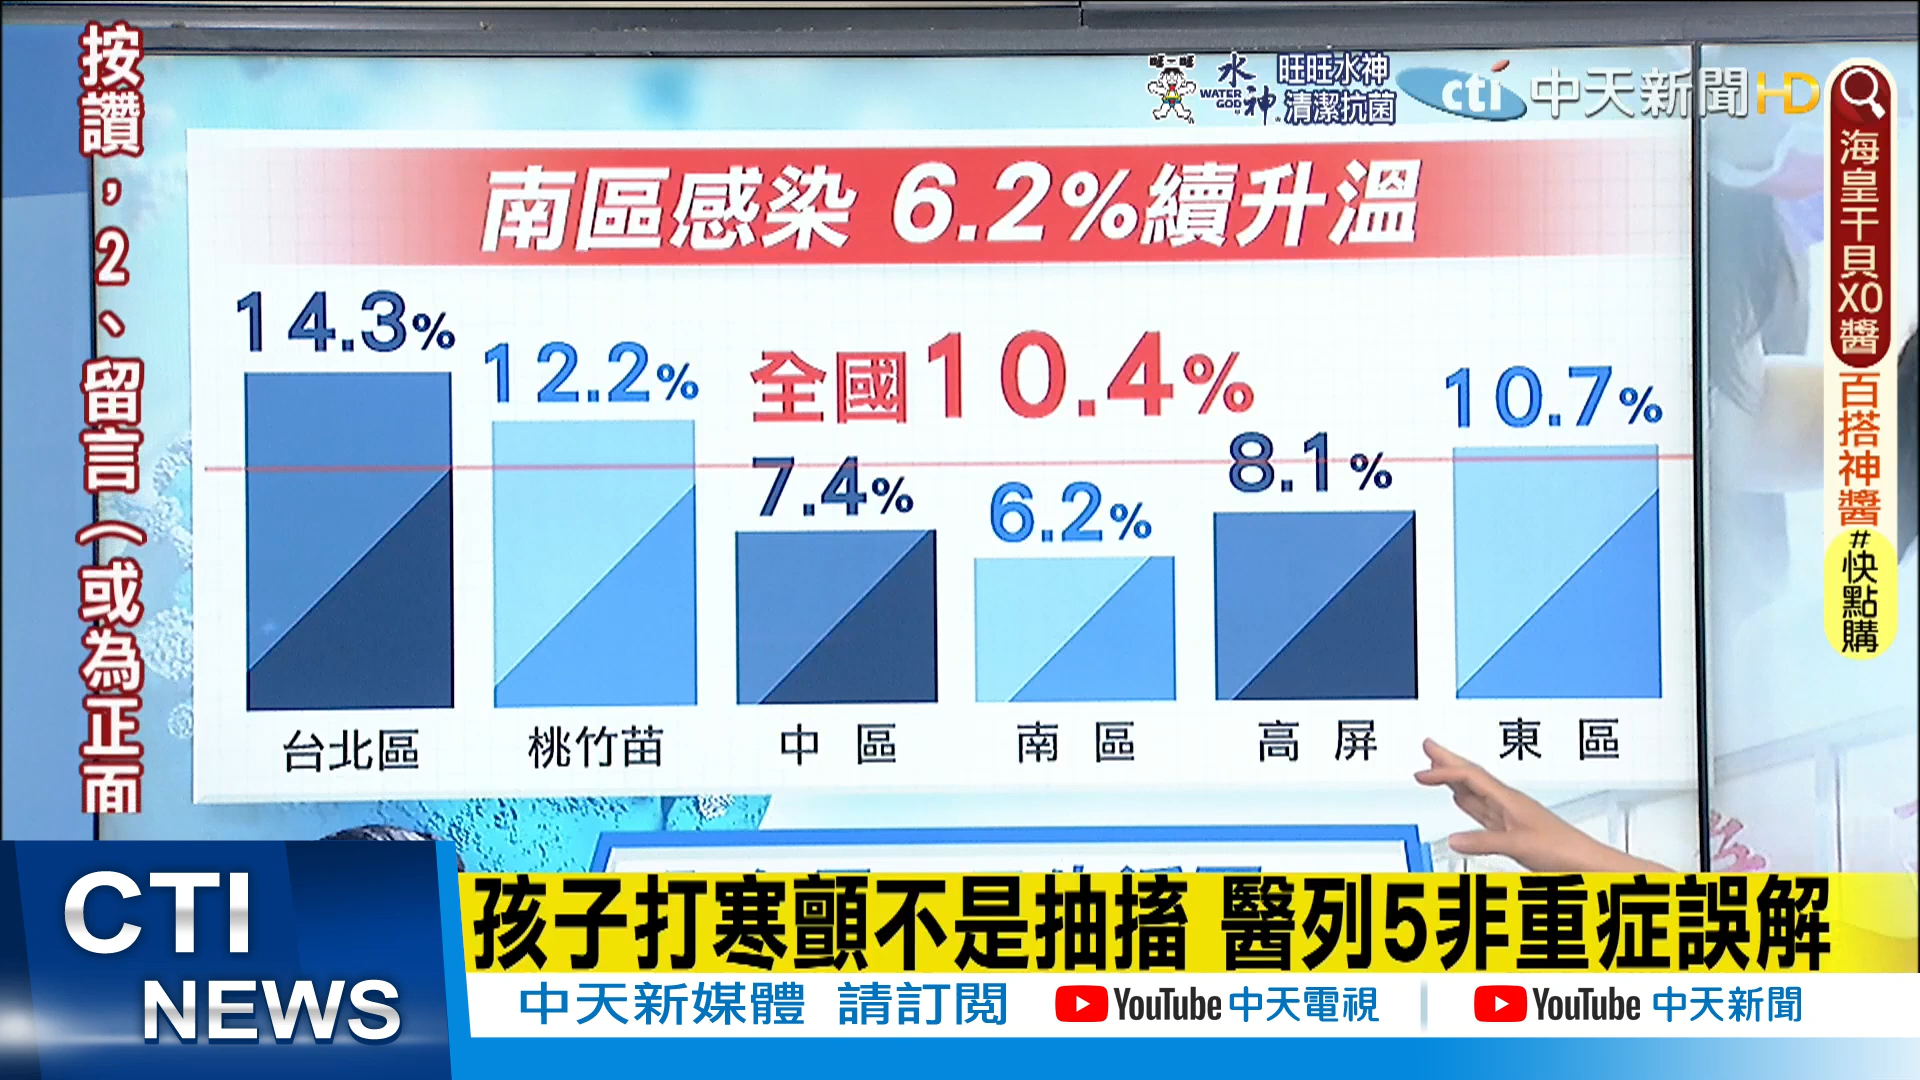 按讚，2、留言（或為正面
旺一旺
水神
WATER GOD
旺旺水神
清潔抗菌
cti 中天新聞HD
海皇干貝XO醬
百搭神醬
#快點購
南區感染 6.2%續升溫
14.3%
12.2%
全國10.4%
7.4%
6.2%
8.1%
10.7%
台北區
桃竹苗
中 區
南 區
高 屏
東 區
CTI NEWS
孩子打寒顫不是抽搐 醫列5非重症誤解
中天新媒體 請訂閱 YouTube 中天電視 | YouTube 中天新聞